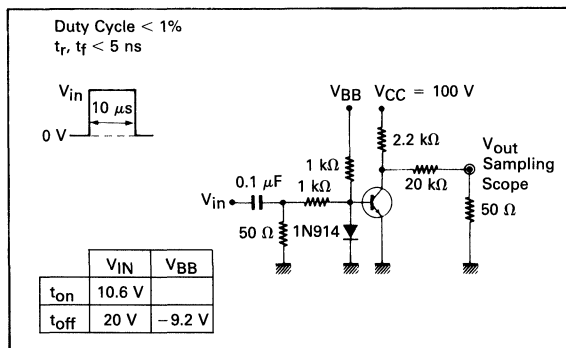 Duty Cycle < 1%
tr, tf < 5 ns
Vin
10 μs
0 V
VBB
VCC = 100 V
2.2 kΩ
Vout
Sampling
Scope
1 kΩ
20 kΩ
0.1 μF
1 kΩ
Vin
50 Ω
1N914
50 Ω
VIN VBB
ton 10.6 V
toff 20 V −9.2 V